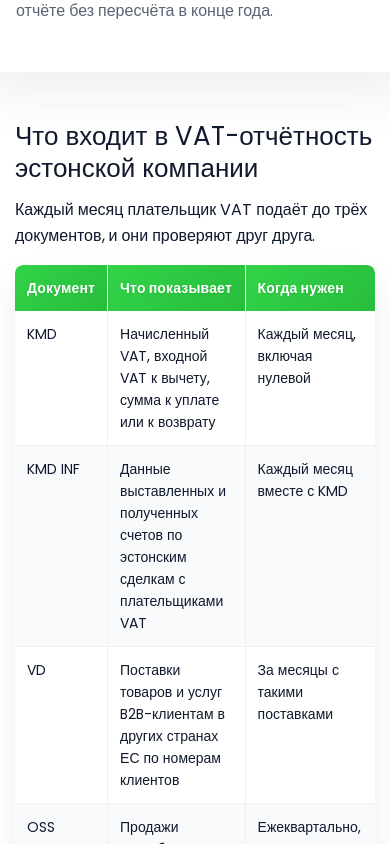 отчёте без пересчёта в конце года.
Что входит в VAT-отчётность
эстонской компании
Каждый месяц плательщик VAT подаёт до трёх
документов, и они проверяют друг друга.
Документ
Что показывает
Когда нужен
KMD
Начисленный
VAT, входной
VAT к вычету,
сумма к уплате
или к возврату
Каждый месяц,
включая
нулевой
KMD INF
Данные
выставленных и
полученных
счетов по
эстонским
сделкам с
плательщиками
VAT
Каждый месяц
вместе с KMD
VD
Поставки
товаров и услуг
B2B-клиентам в
других странах
ЕС по номерам
клиентов
За месяцы с
такими
поставками
OSS
Продажи
Ежеквартально,